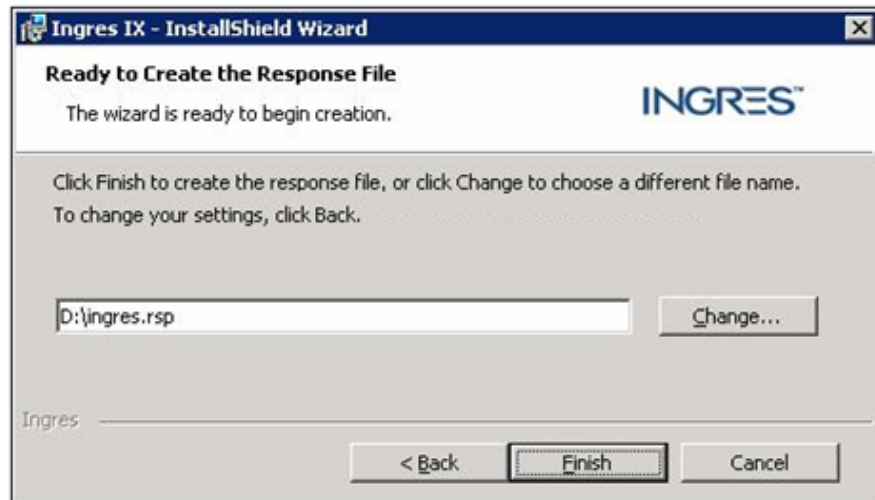 Ingres IX - InstallShield Wizard
Ready to Create the Response File
The wizard is ready to begin creation.
INGRES™
Click Finish to create the response file, or click Change to choose a different file name.
To change your settings, click Back.
D:\ingres.rsp
Change...
Ingres
< Back
Finish
Cancel